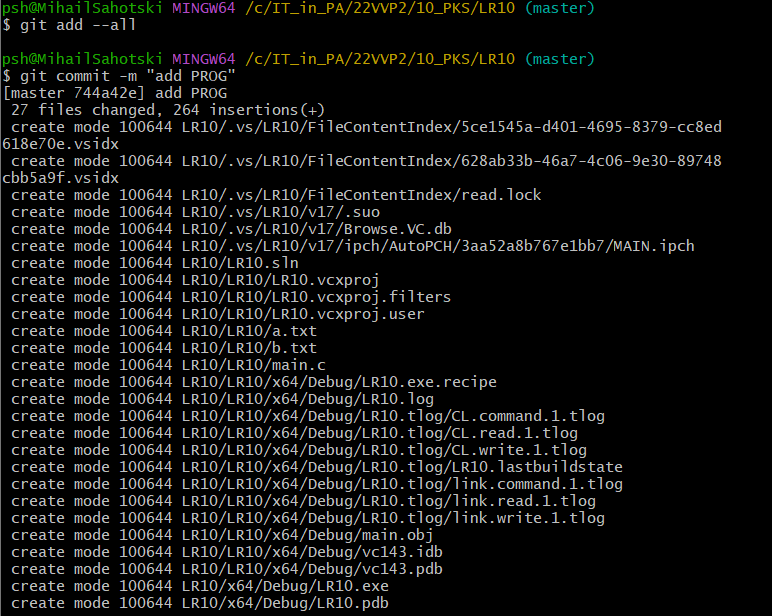 psh@MihailSahotski MINGW64 /c/IT_in_PA/22VVP2/10_PKS/LR10 (master)
$ git add --all
psh@MihailSahotski MINGW64 /c/IT_in_PA/22VVP2/10_PKS/LR10 (master)
$ git commit -m "add PROG"
[master 744a42e] add PROG
 27 files changed, 264 insertions(+)
 create mode 100644 LR10/.vs/LR10/FileContentIndex/5ce1545a-d401-4695-8379-cc8ed
618e70e.vsidx
 create mode 100644 LR10/.vs/LR10/FileContentIndex/628ab33b-46a7-4c06-9e30-89748
cbb5a9f.vsidx
 create mode 100644 LR10/.vs/LR10/FileContentIndex/read.lock
 create mode 100644 LR10/.vs/LR10/v17/.suo
 create mode 100644 LR10/.vs/LR10/v17/Browse.VC.db
 create mode 100644 LR10/.vs/LR10/v17/ipch/AutoPCH/3aa52a8b767e1bb7/MAIN.ipch
 create mode 100644 LR10/LR10.sln
 create mode 100644 LR10/LR10/LR10.vcxproj
 create mode 100644 LR10/LR10/LR10.vcxproj.filters
 create mode 100644 LR10/LR10/LR10.vcxproj.user
 create mode 100644 LR10/LR10/a.txt
 create mode 100644 LR10/LR10/b.txt
 create mode 100644 LR10/LR10/main.c
 create mode 100644 LR10/LR10/x64/Debug/LR10.exe.recipe
 create mode 100644 LR10/LR10/x64/Debug/LR10.log
 create mode 100644 LR10/LR10/x64/Debug/LR10.tlog/CL.command.1.tlog
 create mode 100644 LR10/LR10/x64/Debug/LR10.tlog/CL.read.1.tlog
 create mode 100644 LR10/LR10/x64/Debug/LR10.tlog/CL.write.1.tlog
 create mode 100644 LR10/LR10/x64/Debug/LR10.tlog/LR10.lastbuildstate
 create mode 100644 LR10/LR10/x64/Debug/LR10.tlog/link.command.1.tlog
 create mode 100644 LR10/LR10/x64/Debug/LR10.tlog/link.read.1.tlog
 create mode 100644 LR10/LR10/x64/Debug/LR10.tlog/link.write.1.tlog
 create mode 100644 LR10/LR10/x64/Debug/main.obj
 create mode 100644 LR10/LR10/x64/Debug/vc143.idb
 create mode 100644 LR10/LR10/x64/Debug/vc143.pdb
 create mode 100644 LR10/x64/Debug/LR10.exe
 create mode 100644 LR10/x64/Debug/LR10.pdb